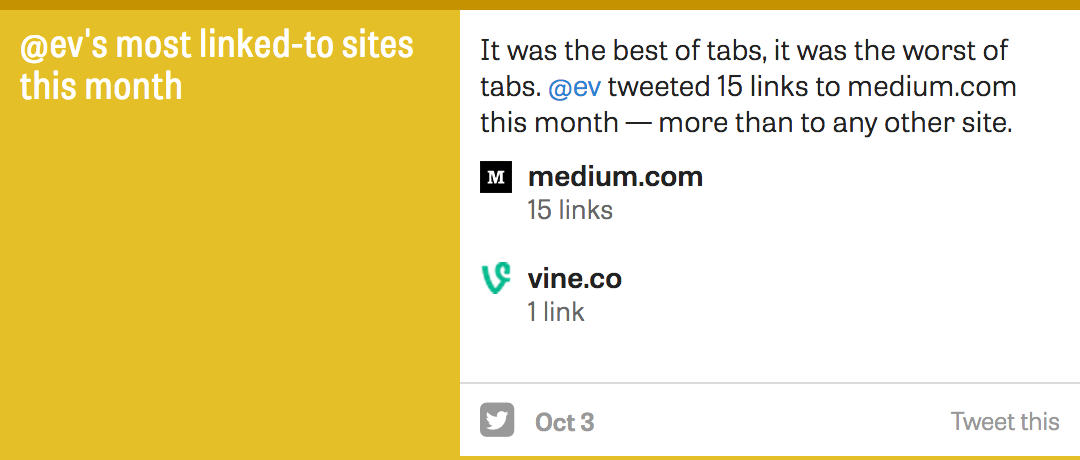 @ev's most linked-to sites
this month
It was the best of tabs, it was the worst of
tabs. @ev tweeted 15 links to medium.com
this month — more than to any other site.
M
medium.com
15 links
vine.co
1 link
Oct 3
Tweet this